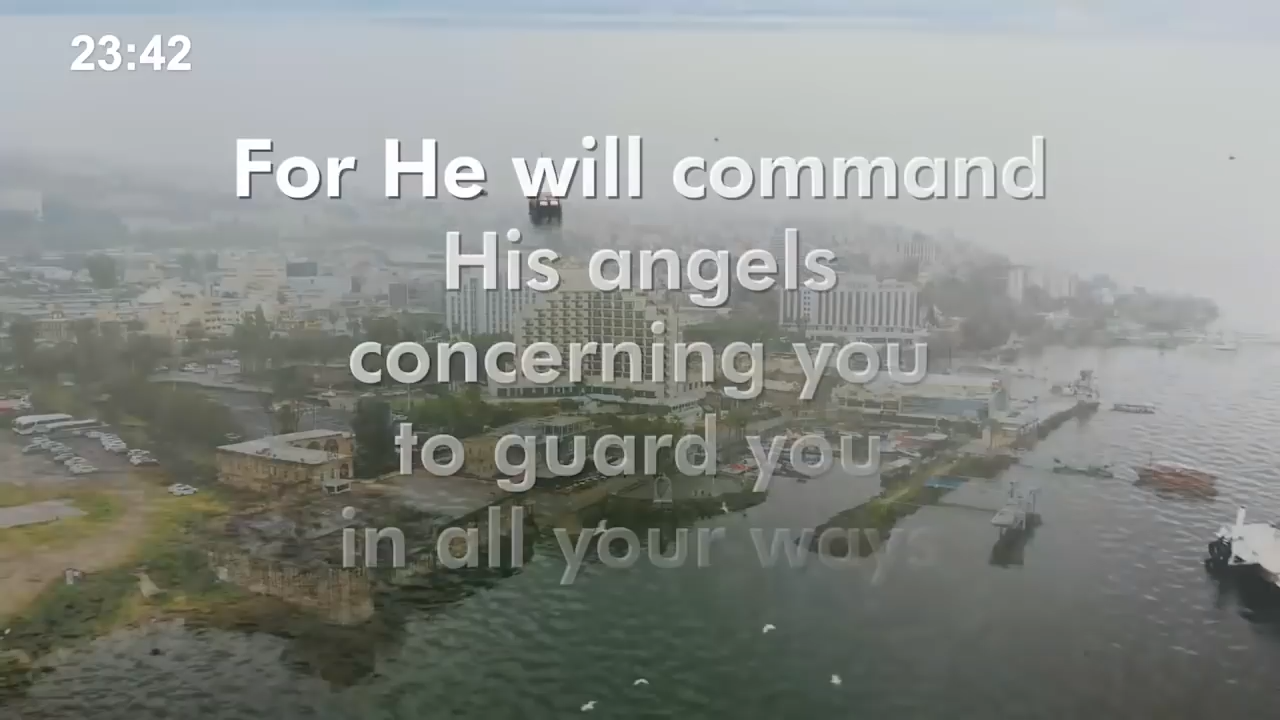 23:42
For He will command
His angels
concerning you
to guard you
in all your ways